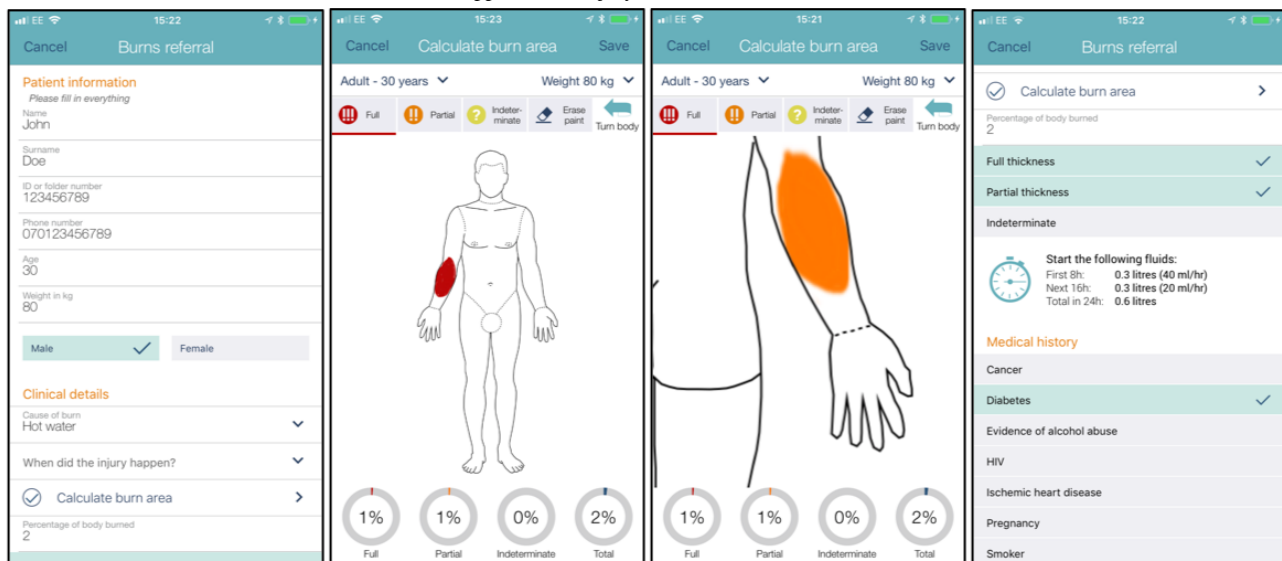 EE 15:22
Cancel Burns referral
Patient information
Please fill in everything
Name
John
Surname
Doe
ID or folder number
123456789
Phone number
070123456789
Age
30
Weight in kg
80
Male Female
Clinical details
Cause of burn
Hot water
When did the injury happen?
Calculate burn area
Percentage of body burned
2
EE 15:23
Cancel Calculate burn area Save
Adult - 30 years Weight 80 kg
!!! Full !! Partial ? Indeter-
minate Erase
paint Turn body
1% 1% 0% 2%
Full Partial Indeterminate Total
EE 15:21
Cancel Calculate burn area Save
Adult - 30 years Weight 80 kg
!!! Full !! Partial ? Indeter-
minate Erase
paint Turn body
1% 1% 0% 2%
Full Partial Indeterminate Total
EE 15:22
Cancel Burns referral
Calculate burn area
Percentage of body burned
2
Full thickness
Partial thickness
Indeterminate
Start the following fluids:
First 8h: 0.3 litres (40 ml/hr)
Next 16h: 0.3 litres (20 ml/hr)
Total in 24h: 0.6 litres
Medical history
Cancer
Diabetes
Evidence of alcohol abuse
HIV
Ischemic heart disease
Pregnancy
Smoker